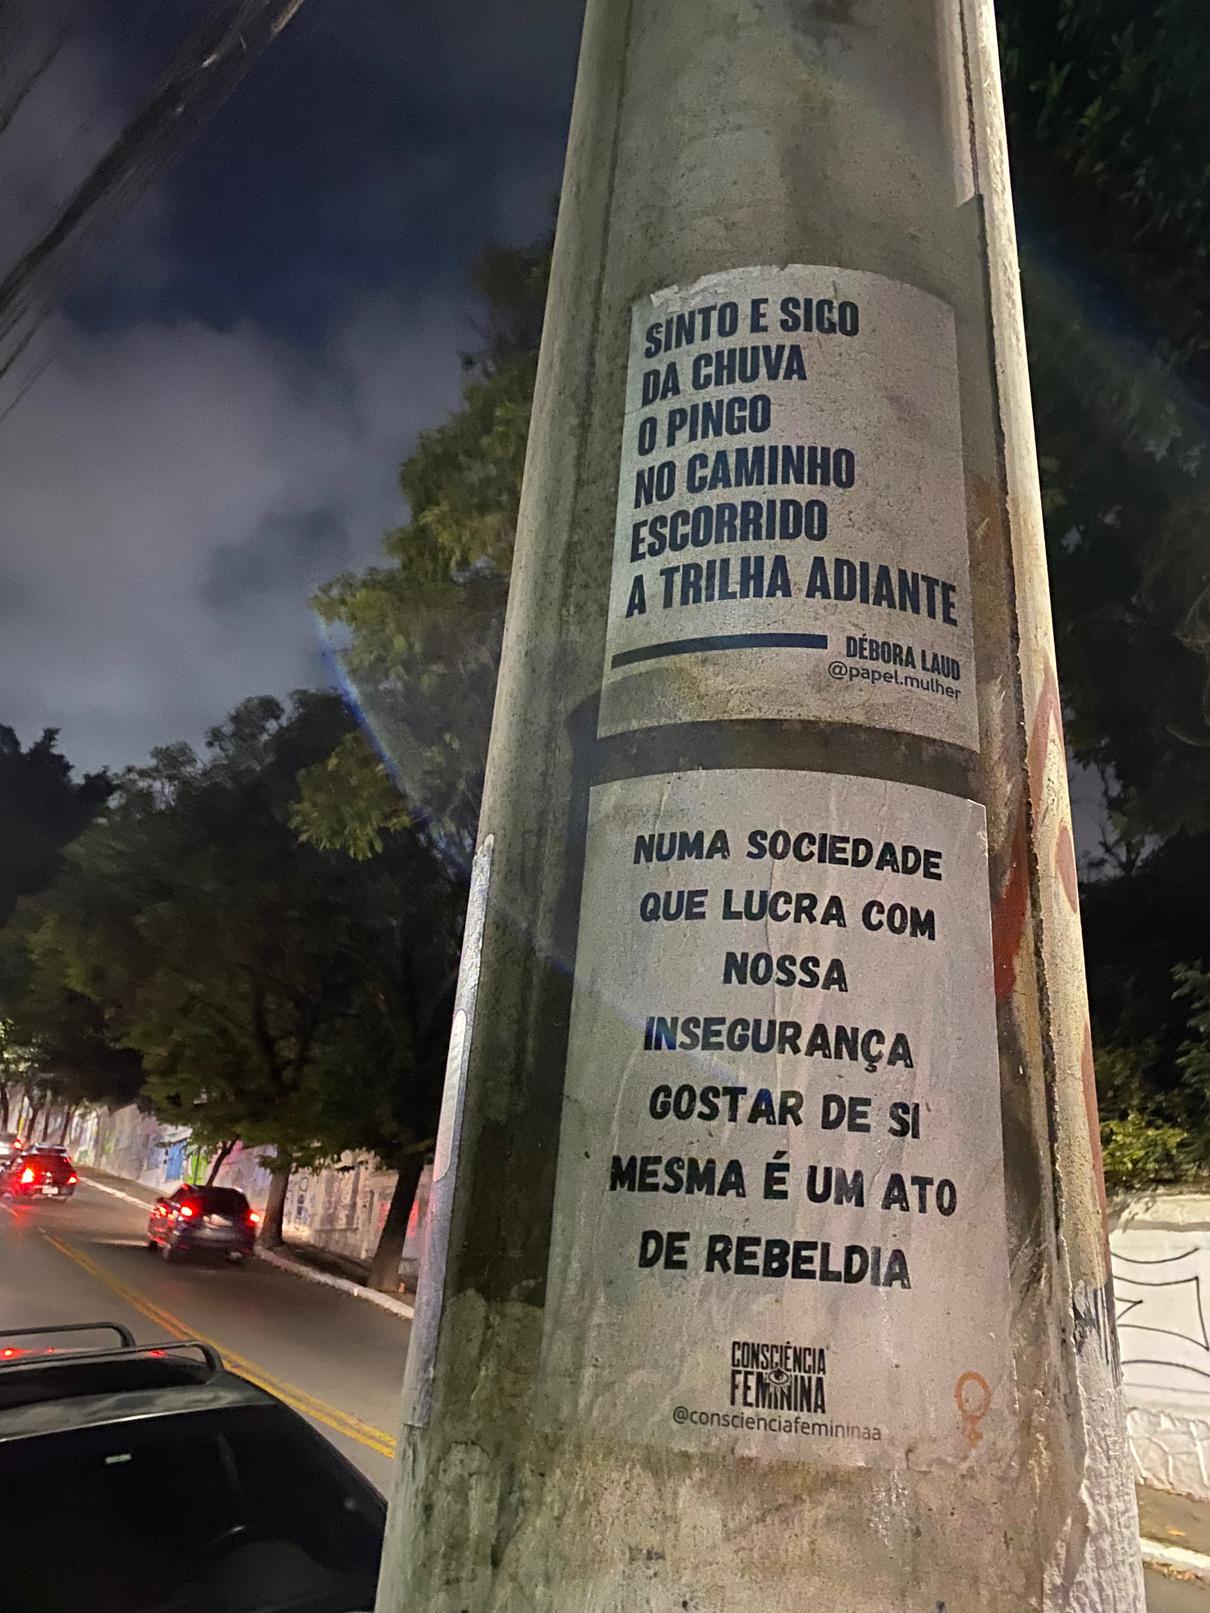 SINTO E SIGO
DA CHUVA
O PINGO
NO CAMINHO
ESCORRIDO
A TRILHA ADIANTE
DÉBORA LAUD
@papel.mulher
NUMA SOCIEDADE
QUE LUCRA COM
NOSSA
INSEGURANÇA
GOSTAR DE SI
MESMA É UM ATO
DE REBELDIA
CONSCIÊNCIA
FEMININA
@conscienciafemininaa